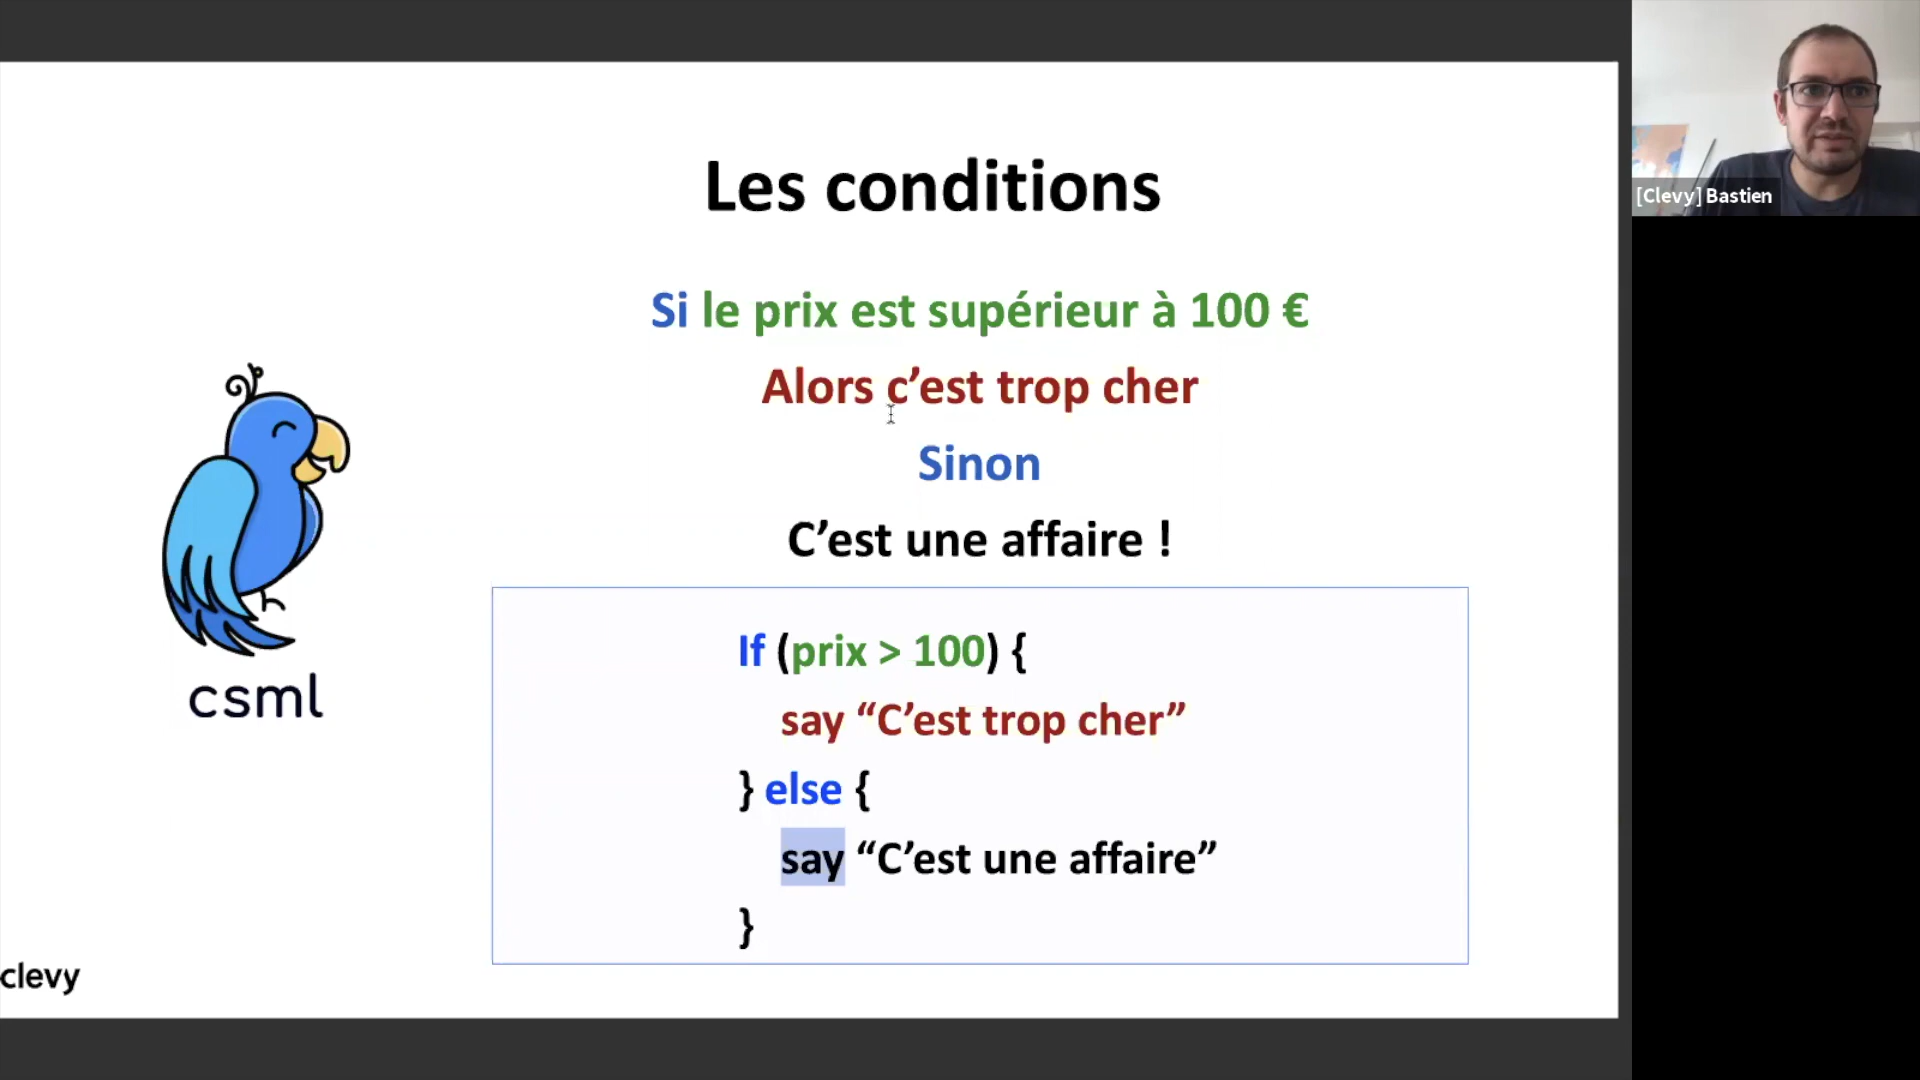 Les conditions
Si le prix est supérieur à 100 €
Alors c’est trop cher
Sinon
C’est une affaire !
If (prix > 100) {
say “C’est trop cher”
} else {
say “C’est une affaire”
}
csml
clevy
[Clevy] Bastien